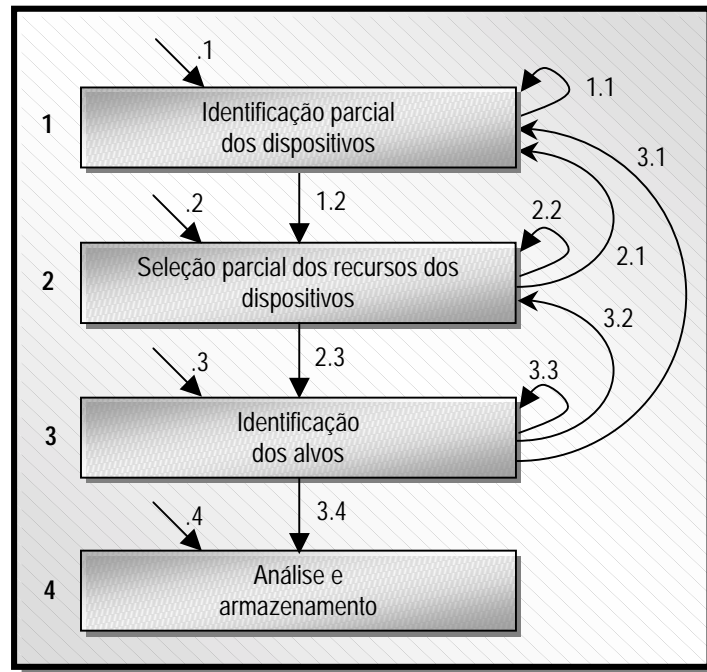 .1
1.1
1
Identificação parcial
dos dispositivos
3.1
.2
1.2
2.2
2.1
2
Seleção parcial dos recursos dos
dispositivos
3.2
.3
2.3
3.3
3
Identificação
dos alvos
.4
3.4
4
Análise e
armazenamento